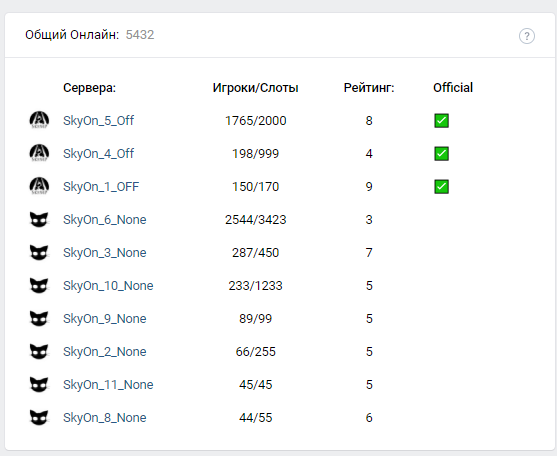 Общий Онлайн: 5432 ?
Сервера: Игроки/Слоты Рейтинг: Official
SkyOn_5_Off 1765/2000 8
SkyOn_4_Off 198/999 4
SkyOn_1_OFF 150/170 9
SkyOn_6_None 2544/3423 3
SkyOn_3_None 287/450 7
SkyOn_10_None 233/1233 5
SkyOn_9_None 89/99 5
SkyOn_2_None 66/255 5
SkyOn_11_None 45/45 5
SkyOn_8_None 44/55 6